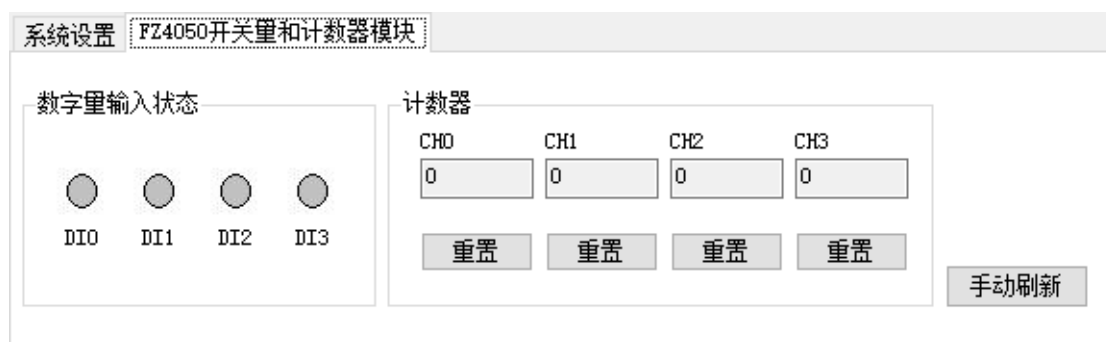 系统设置 FZ4050开关量和计数器模块
数字量输入状态
计数器
CH0 CH1 CH2 CH3
0 0 0 0
DI0 DI1 DI2 DI3
重置 重置 重置 重置
手动刷新